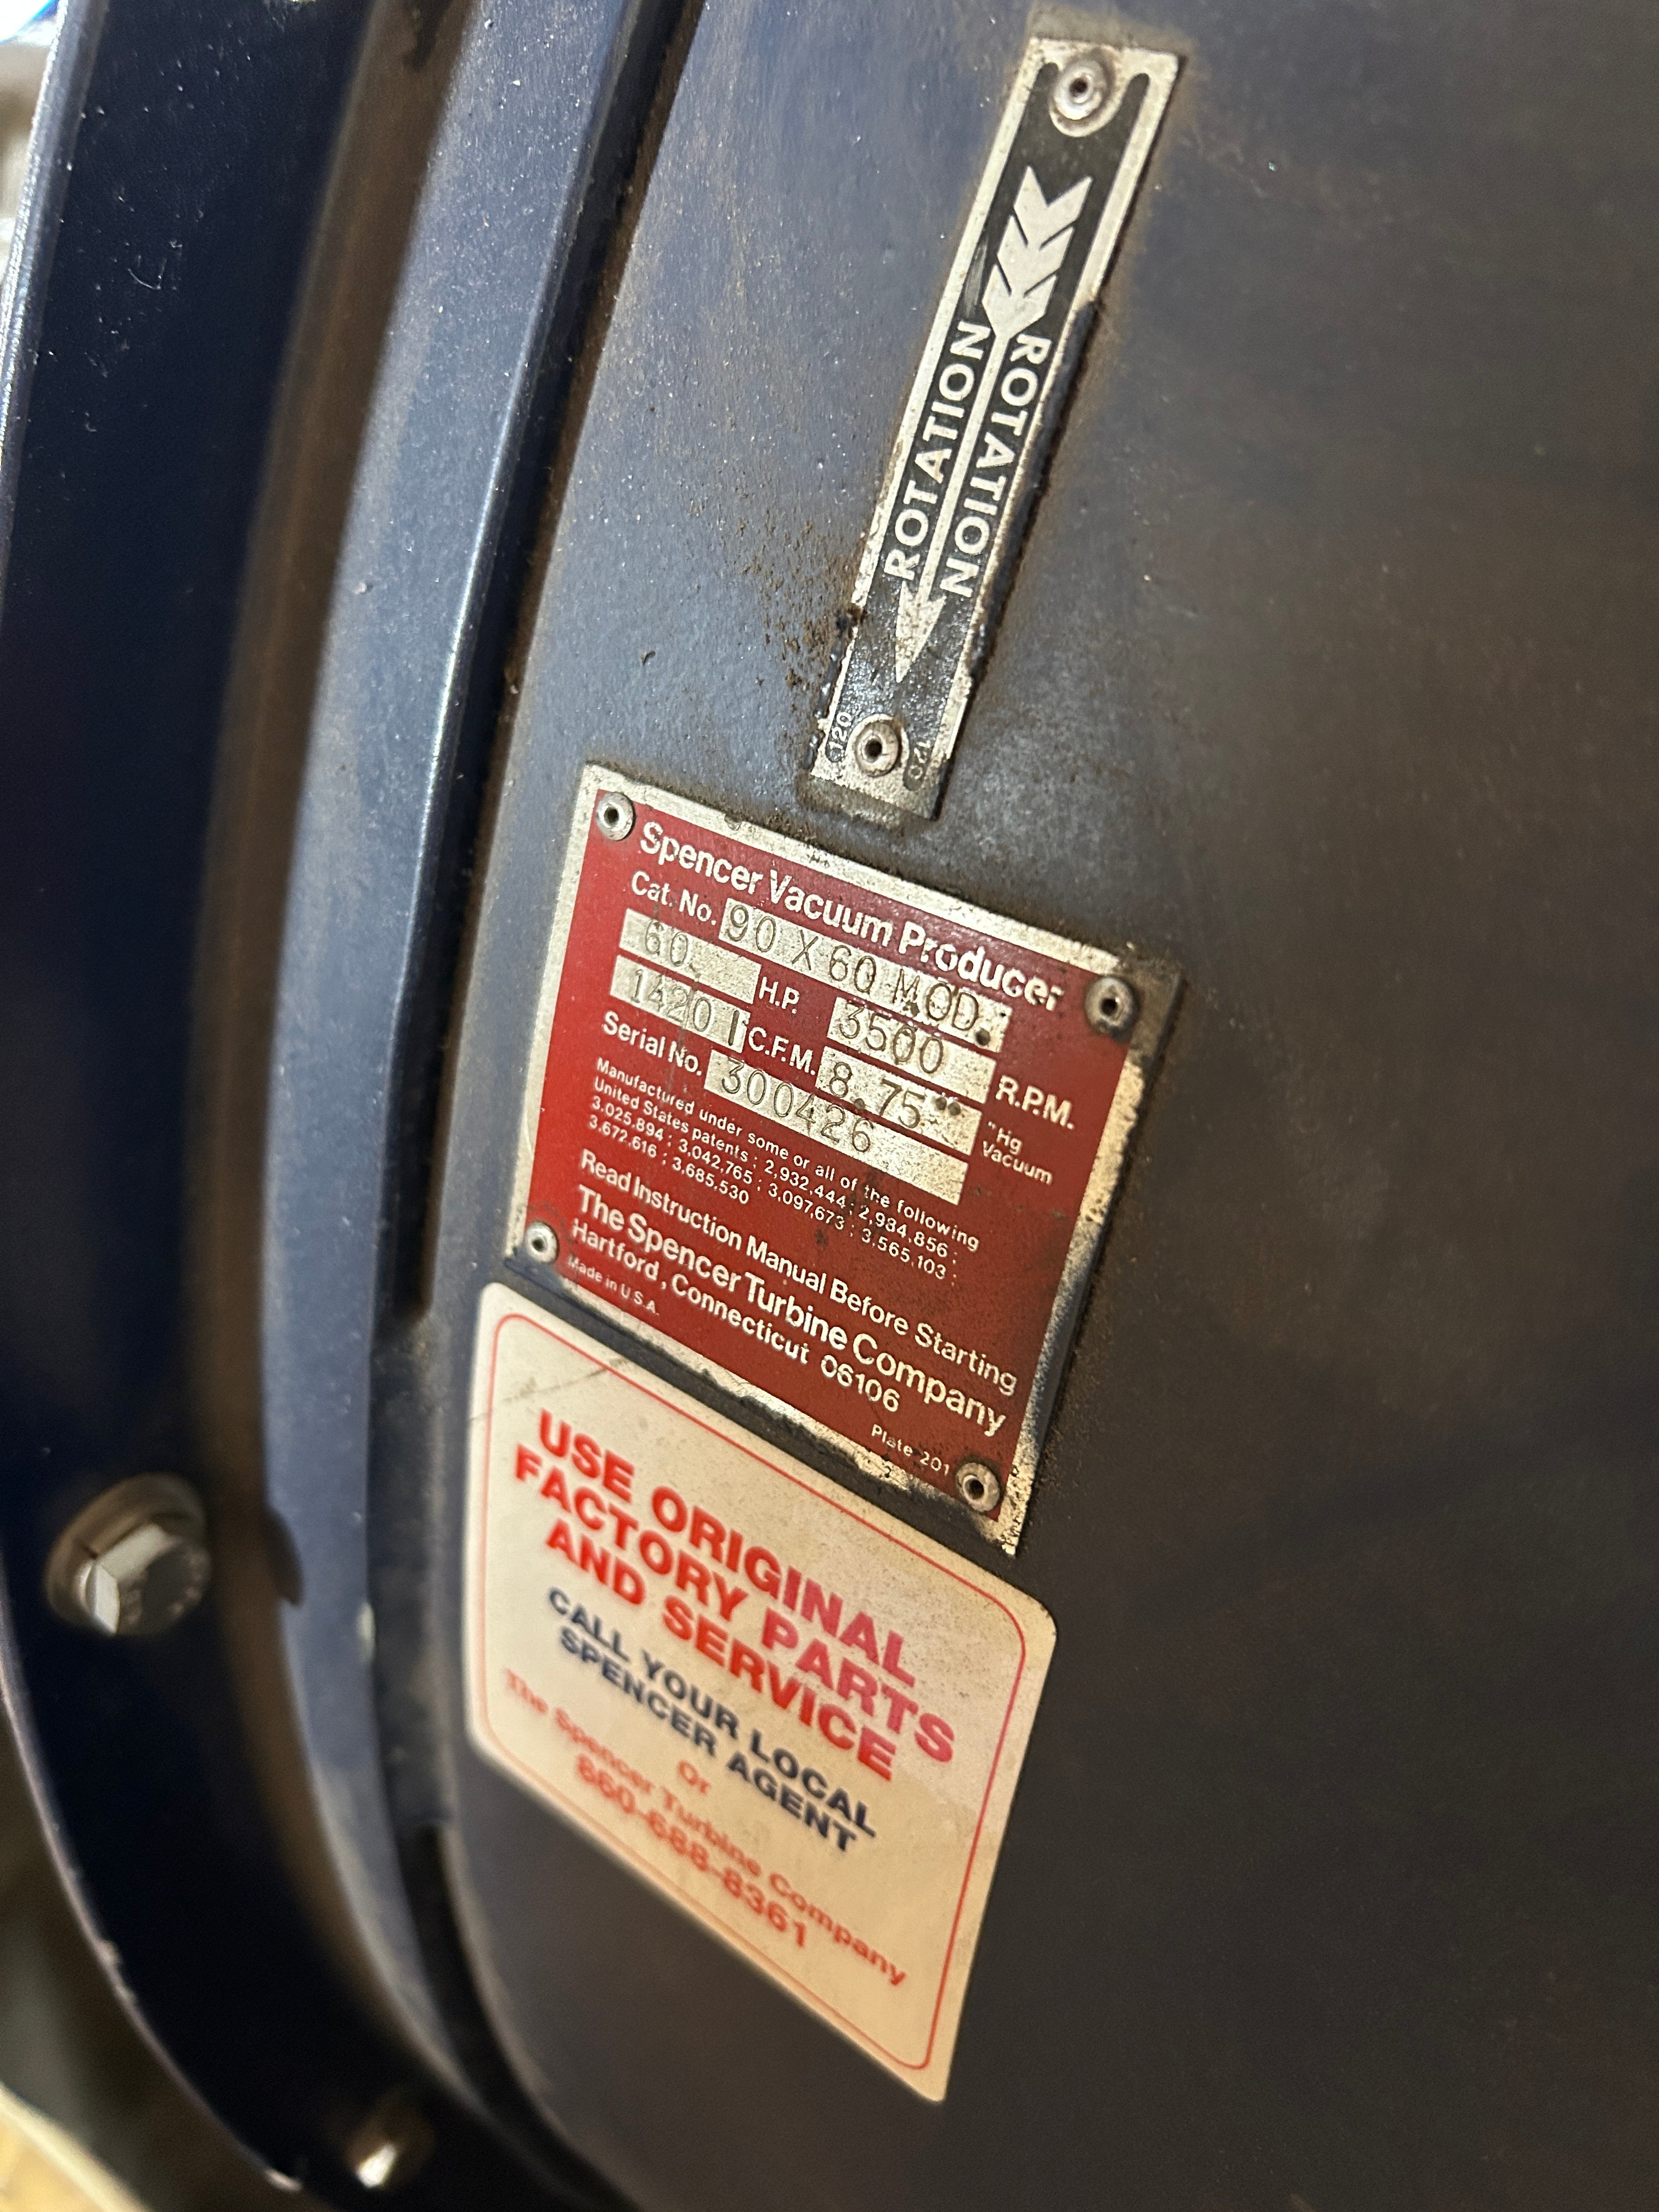 ROTATION
ROTATION
120
120
Spencer Vacuum Producer
Cat. No. 90 X 60 MOD.
60 H.P. 3500 R.P.M.
1420 I C.F.M. 8.75" "Hg Vacuum
Serial No. 300426
Manufactured under some or all of the following
United States patents: 2,932,444; 2,984,856;
3,025,894; 3,042,765; 3,097,673; 3,565,103;
3,672,616; 3,685,530
Read Instruction Manual Before Starting
The Spencer Turbine Company
Hartford, Connecticut 06106
Made in U.S.A.
Plate 201
USE ORIGINAL
FACTORY PARTS
AND SERVICE
CALL YOUR LOCAL
SPENCER AGENT
Or
The Spencer Turbine Company
860-688-8361